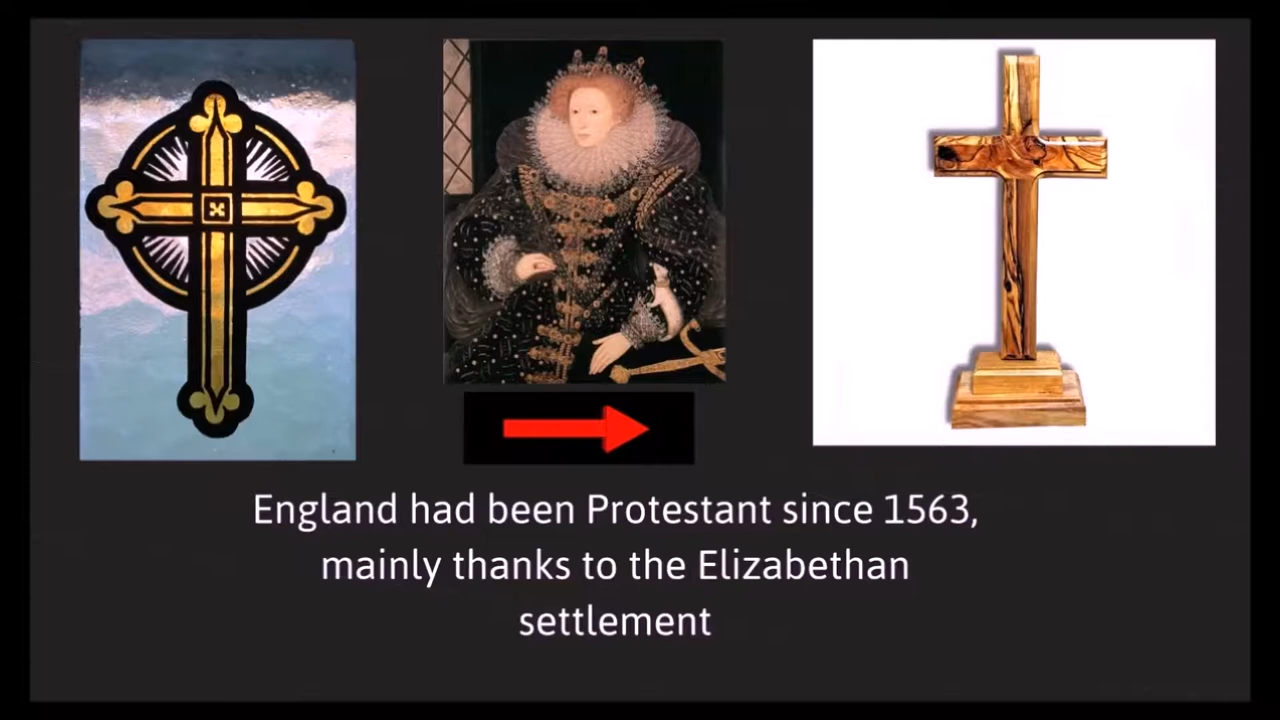 England had been Protestant since 1563,
mainly thanks to the Elizabethan
settlement